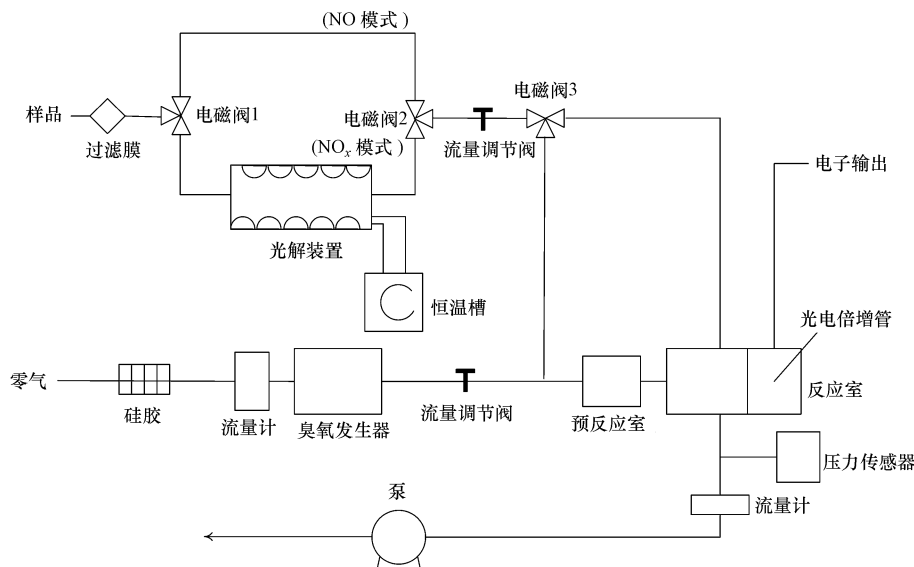 (NO 模式)
样品
过滤膜
电磁阀1
电磁阀2
电磁阀3
(NOx 模式)
流量调节阀
光解装置
恒温槽
电子输出
光电倍增管
零气
硅胶
流量计
臭氧发生器
流量调节阀
预反应室
反应室
压力传感器
流量计
泵